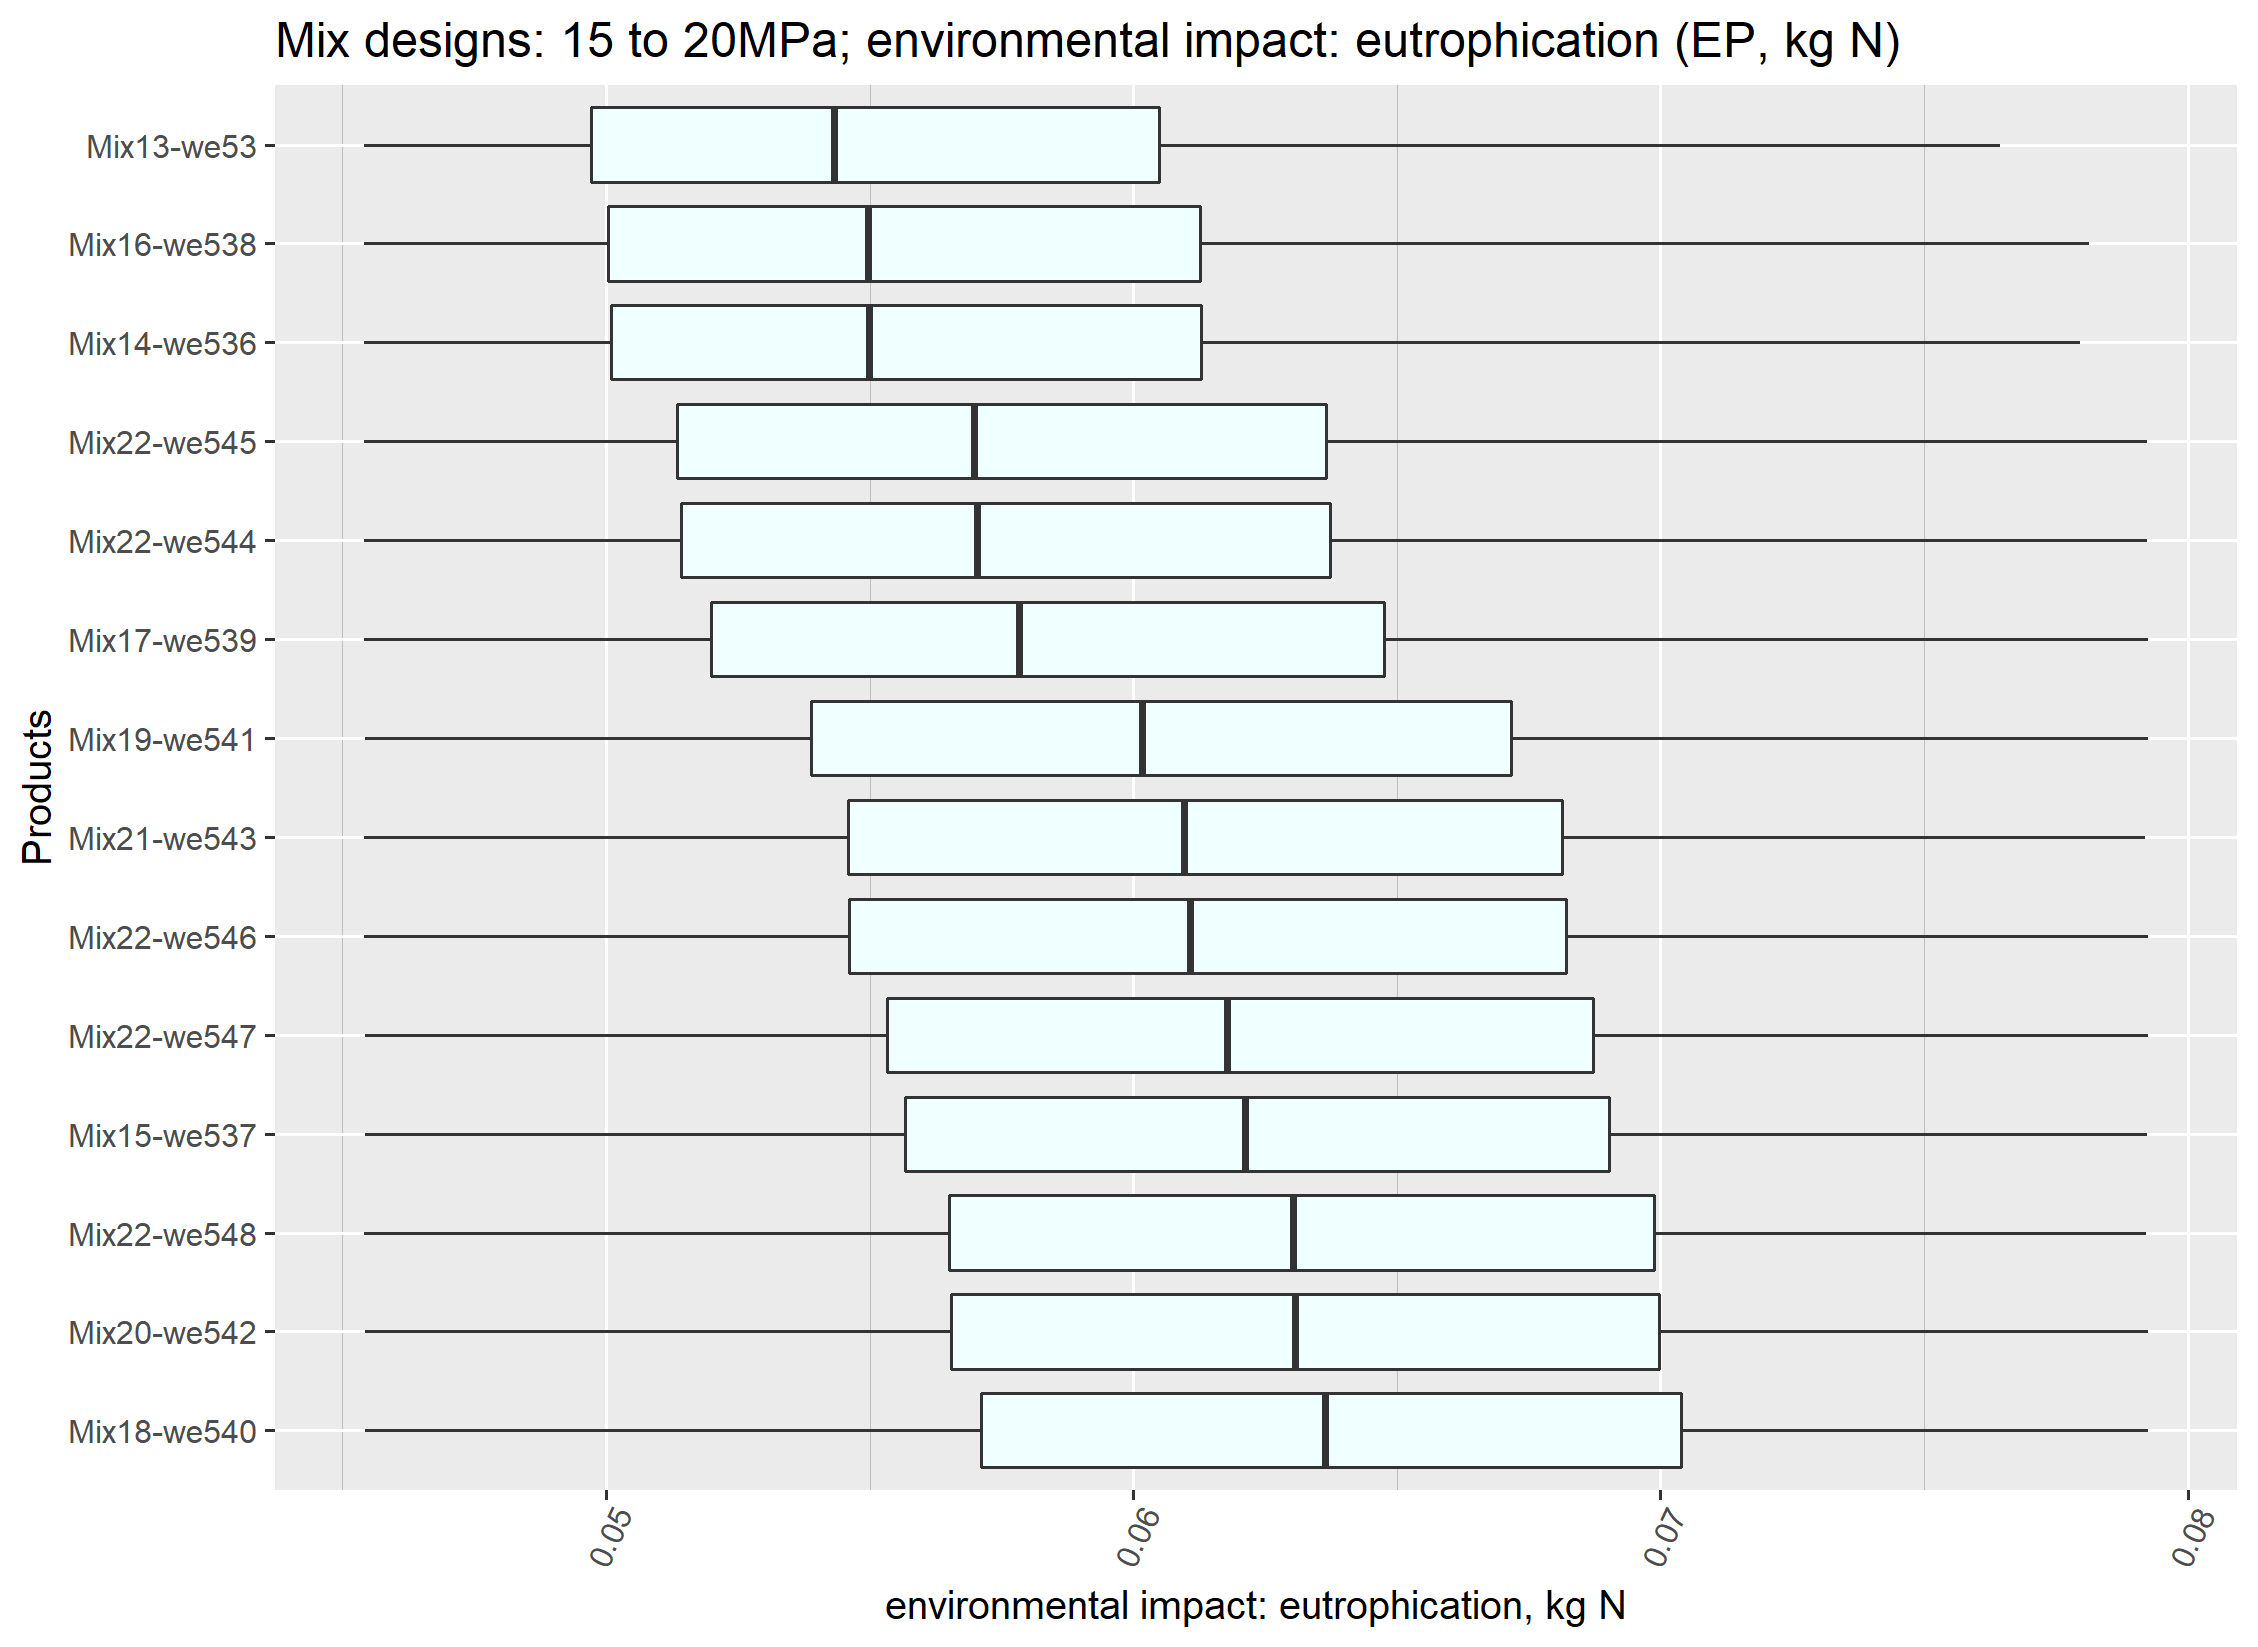 Mix designs: 15 to 20MPa; environmental impact: eutrophication (EP, kg N)
Products
Mix13-we53
Mix16-we538
Mix14-we536
Mix22-we545
Mix22-we544
Mix17-we539
Mix19-we541
Mix21-we543
Mix22-we546
Mix22-we547
Mix15-we537
Mix22-we548
Mix20-we542
Mix18-we540
0.05
0.06
0.07
0.08
environmental impact: eutrophication, kg N